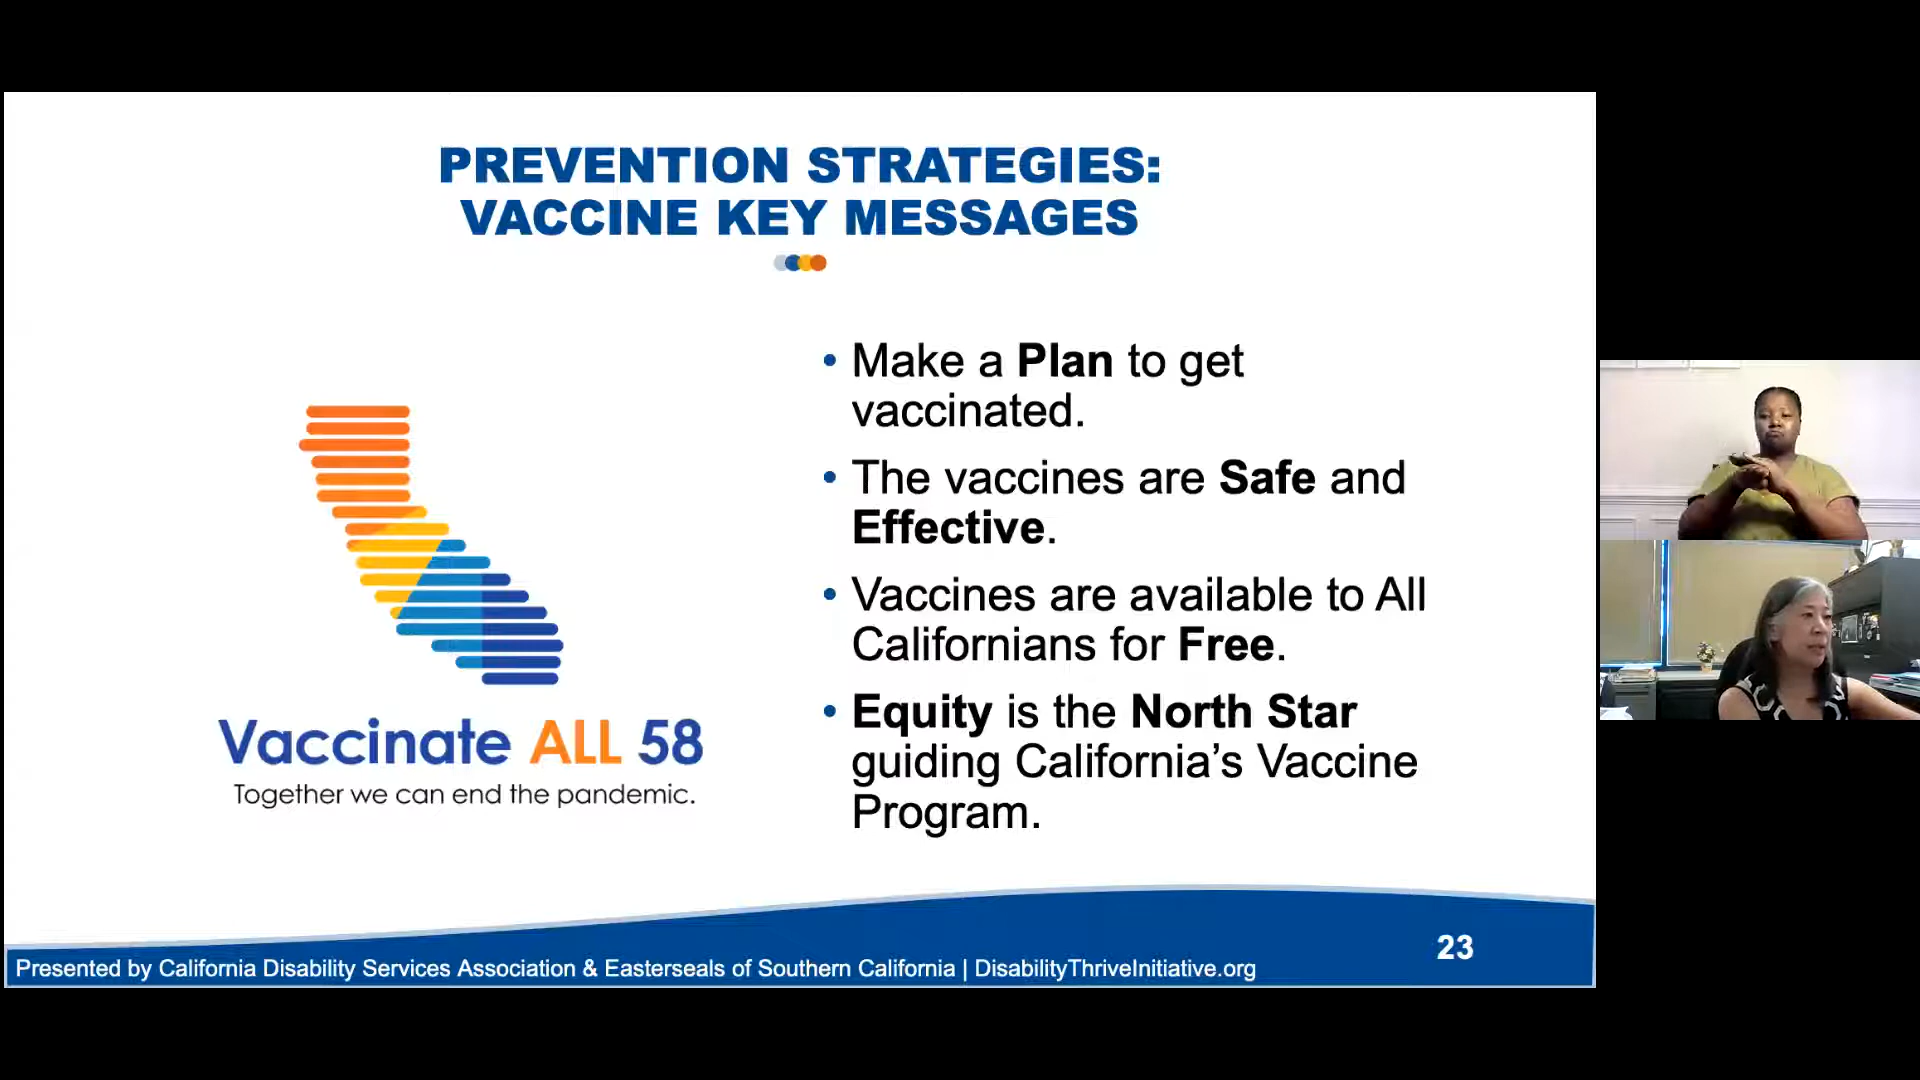 PREVENTION STRATEGIES:
VACCINE KEY MESSAGES
• Make a Plan to get
vaccinated.
• The vaccines are Safe and
Effective.
• Vaccines are available to All
Californians for Free.
• Equity is the North Star
guiding California’s Vaccine
Program.
Vaccinate ALL 58
Together we can end the pandemic.
23
Presented by California Disability Services Association & Easterseals of Southern California | DisabilityThriveInitiative.org